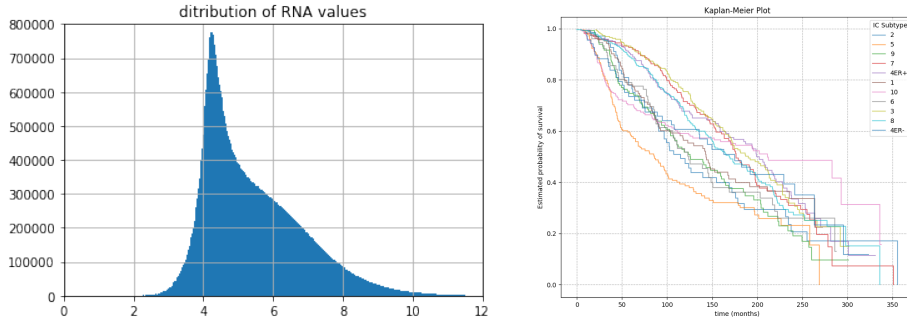 ditribution of RNA values
800000
700000
600000
500000
400000
300000
200000
100000
0
0 2 4 6 8 10 12
Kaplan-Meier Plot
IC Subtype
2
5
9
7
4ER+
1
10
6
3
8
4ER-
Estimated probability of survival
1.0
0.8
0.6
0.4
0.2
0.0
0 50 100 150 200 250 300 350
time (months)